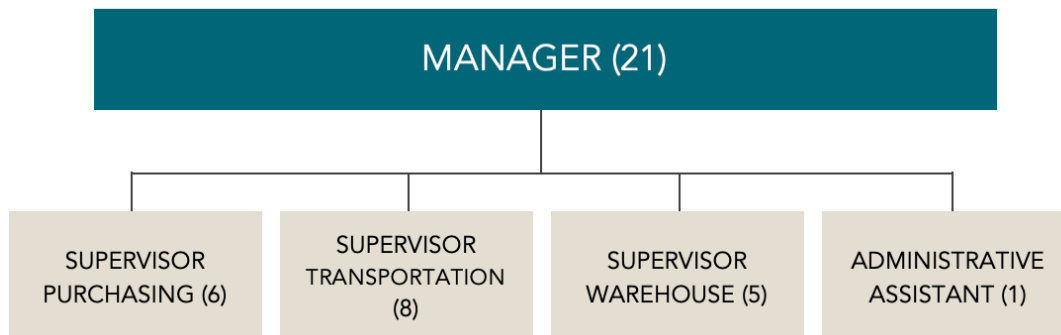 MANAGER (21)
SUPERVISOR
PURCHASING (6)
SUPERVISOR
TRANSPORTATION
(8)
SUPERVISOR
WAREHOUSE (5)
ADMINISTRATIVE
ASSISTANT (1)